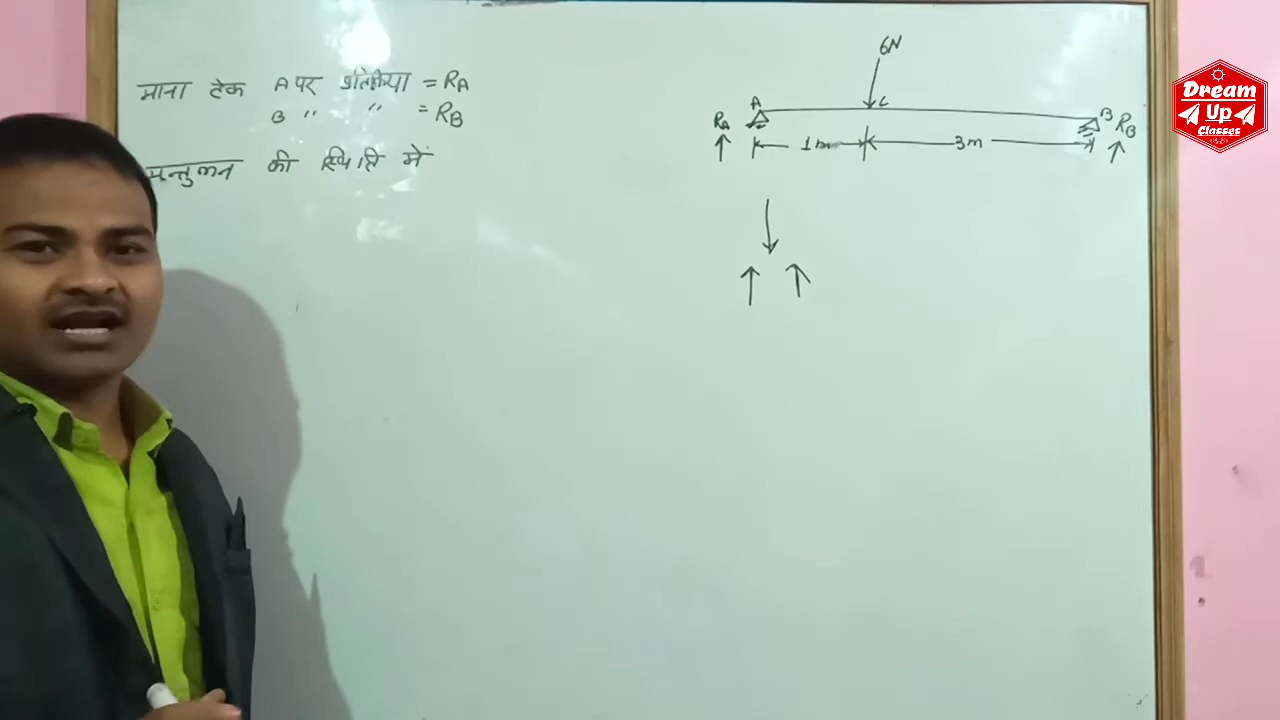 माना टेक A पर प्रतिक्रिया = RA
B " " = RB
सन्तुलन की स्थिति में
6N
A C B
RA RB
1m 3m
Dream
Up
Classes